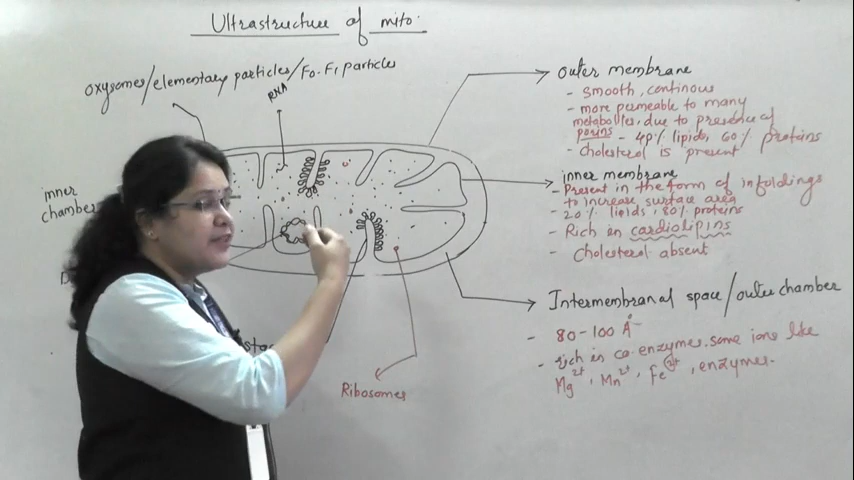 Ultrastructure of mito.
oxysomes/elementary particles/Fo-F1 particles
RNA
inner
chamber
D
Ribosomes
outer membrane
- smooth, continous
- more permeable to many
metabolites, due to presence of
porins - 40% lipids, 60% proteins
- Cholesterol is present
inner membrane
- Present in the form of infoldings
to increase surface area
- 20% lipids, 80% proteins
- Rich in cardiolipins
- Cholesterol absent
Intermembranal space/outer chamber
- 80-100 Å
- rich in co.enzymes, some ions like
Mg2+, Mn2+, Fe2+, enzymes.